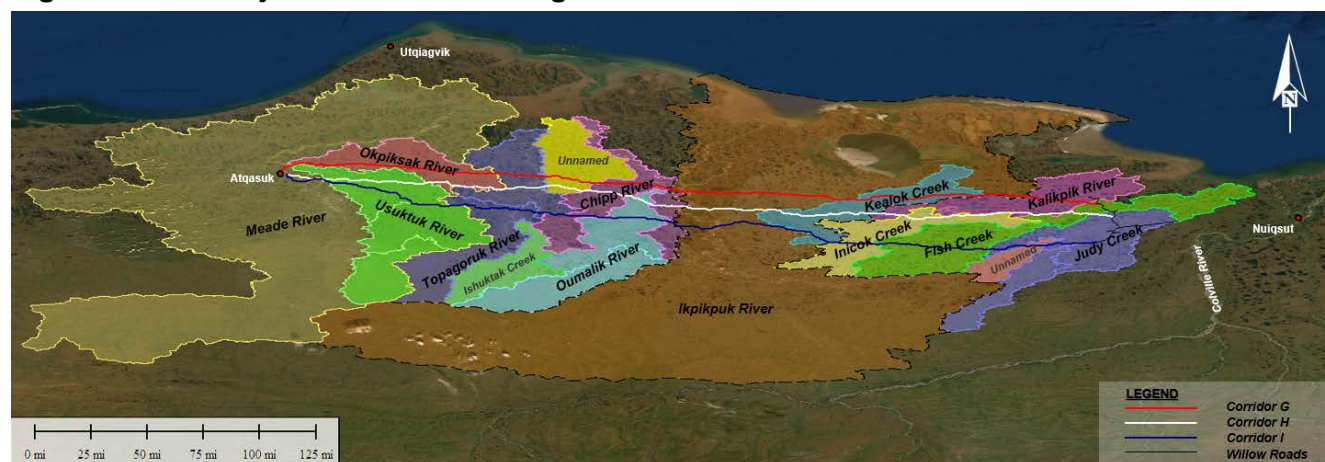 Utqiagvik
N
Okpiksak River
Unnamed
Atqasuk
Chipp River
Kealok Creek
Kalikpik River
Usuktuk River
Meade River
Nuiqsut
Inicok Creek
Fish Creek
Judy Creek
Unnamed
Topagoruk River
Ishuktak Creek
Oumalik River
Colville River
Ikpikpuk River
LEGEND
Corridor G
Corridor H
Corridor I
Willow Roads
0 mi 25 mi 50 mi 75 mi 100 mi 125 mi